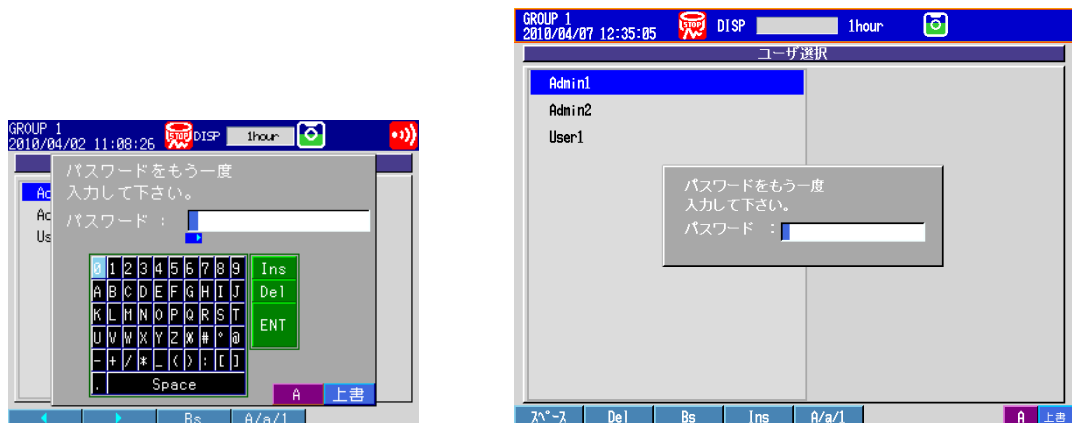 GROUP 1
2010/04/02 11:08:26
STOP
DISP
1hour
パスワードをもう一度
入力して下さい。
パスワード :
Ad
Ac
Us
0 1 2 3 4 5 6 7 8 9
A B C D E F G H I J
K L M N O P Q R S T
U V W X Y Z % # ° @
- + / * _ ( ) : [ ]
. Space
Ins
Del
ENT
A 上書
Bs A/a/1
GROUP 1
2010/04/07 12:35:05
STOP
DISP
1hour
ユーザ選択
Admin1
Admin2
User1
パスワードをもう一度
入力して下さい。
パスワード :
スペース Del Bs Ins A/a/1 A 上書